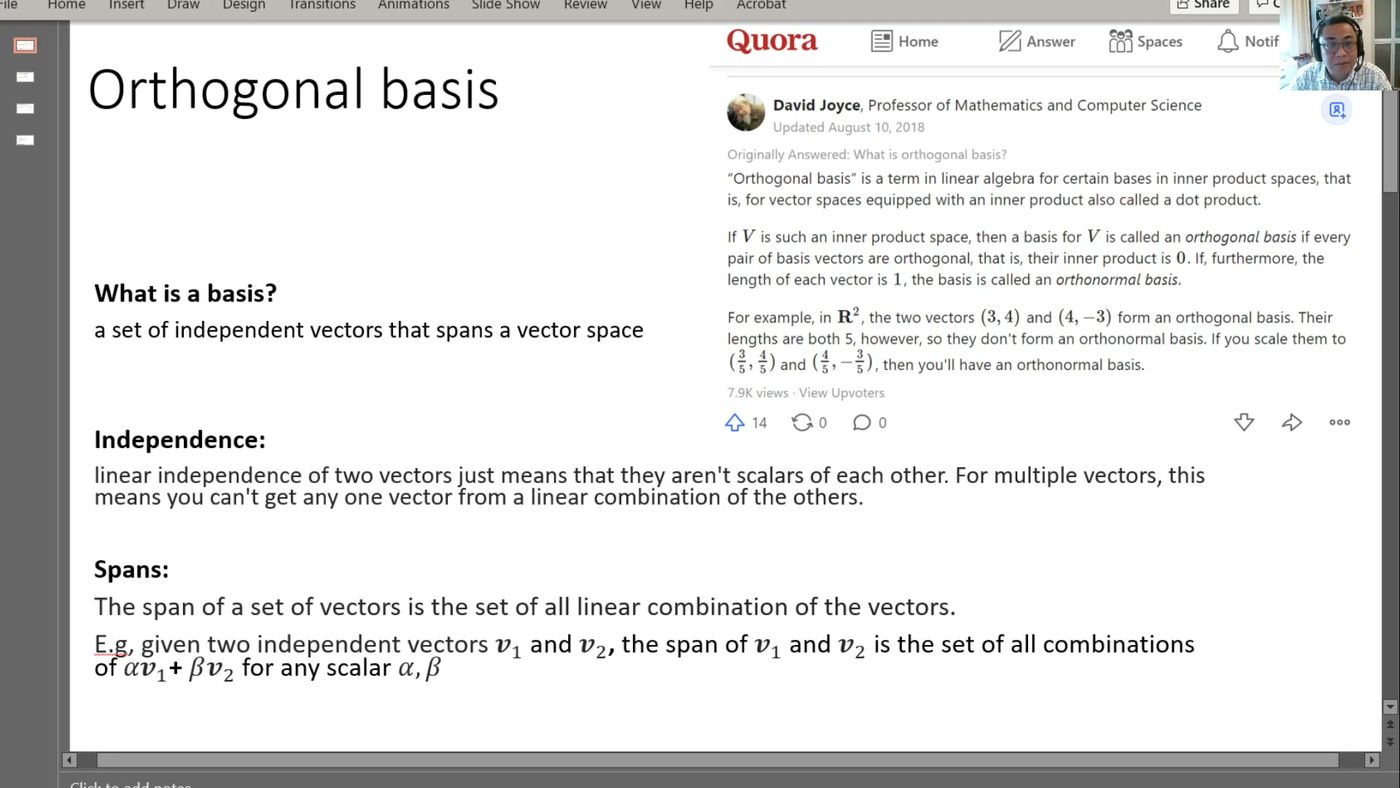 File Home Insert Draw Design Transitions Animations Slide Show Review View Help Acrobat Share
Orthogonal basis
Quora Home Answer Spaces Notif
David Joyce, Professor of Mathematics and Computer Science
Updated August 10, 2018
Originally Answered: What is orthogonal basis?
“Orthogonal basis” is a term in linear algebra for certain bases in inner product spaces, that
is, for vector spaces equipped with an inner product also called a dot product.
If V is such an inner product space, then a basis for V is called an orthogonal basis if every
pair of basis vectors are orthogonal, that is, their inner product is 0. If, furthermore, the
length of each vector is 1, the basis is called an orthonormal basis.
For example, in R², the two vectors (3, 4) and (4, −3) form an orthogonal basis. Their
lengths are both 5, however, so they don't form an orthonormal basis. If you scale them to
(3/5, 4/5) and (4/5, −3/5), then you'll have an orthonormal basis.
7.9K views · View Upvoters
14 0 0
What is a basis?
a set of independent vectors that spans a vector space
Independence:
linear independence of two vectors just means that they aren't scalars of each other. For multiple vectors, this
means you can't get any one vector from a linear combination of the others.
Spans:
The span of a set of vectors is the set of all linear combination of the vectors.
E.g, given two independent vectors v₁ and v₂, the span of v₁ and v₂ is the set of all combinations
of αv₁+ βv₂ for any scalar α, β
Click to add notes